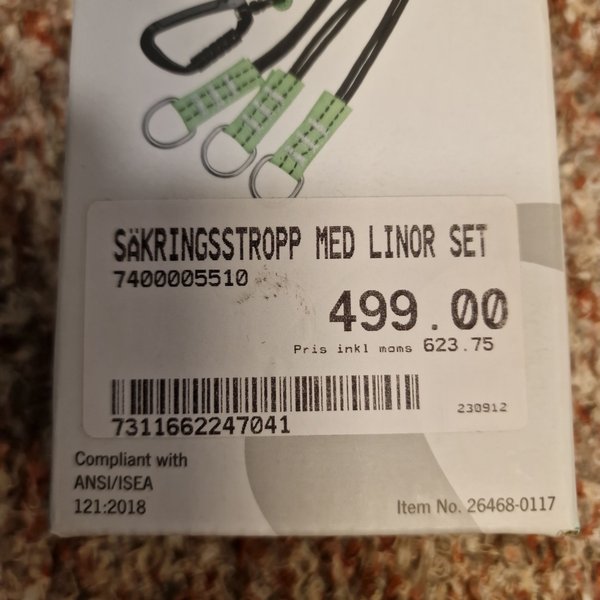 SÄKRINGSSTROPP MED LINOR SET
7400005510
499.00
Pris inkl moms 623.75
230912
7311662247041
Compliant with
ANSI/ISEA
121:2018
Item No. 26468-0117